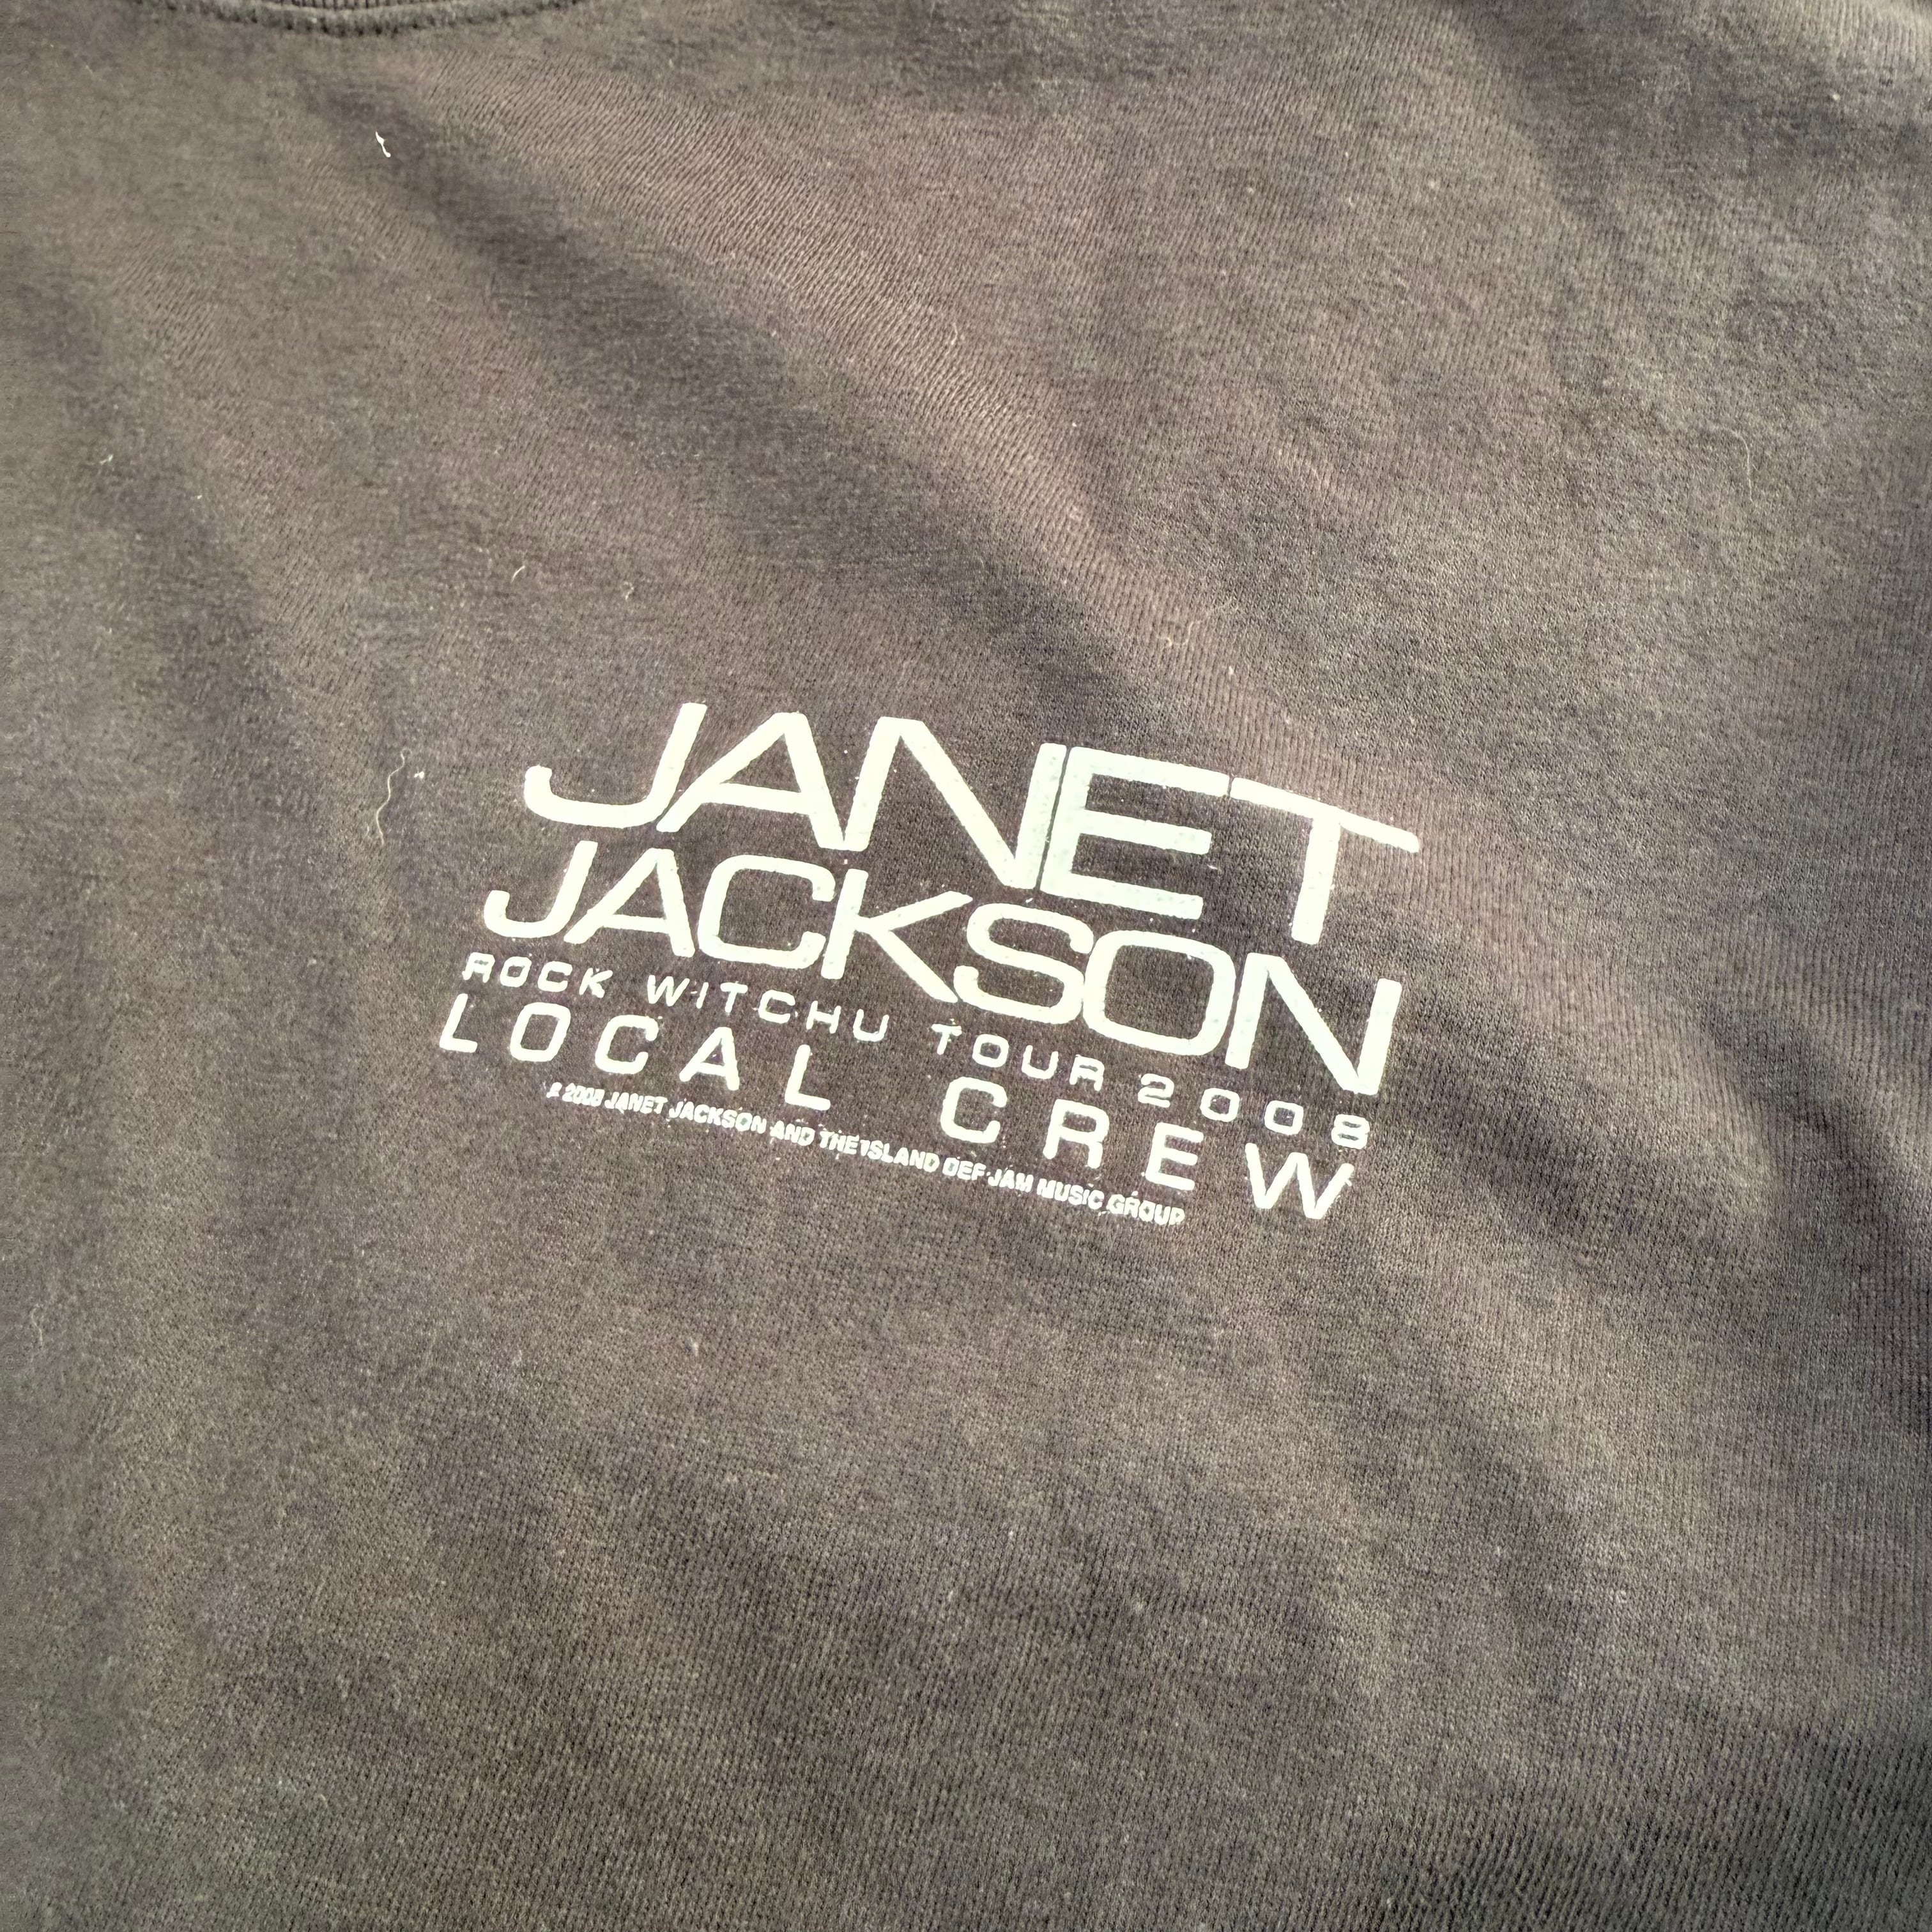 JANET
JACKSON
ROCK WITCHU TOUR 2008
LOCAL CREW
2008 JANET JACKSON AND THE ISLAND DEF JAM MUSIC GROUP